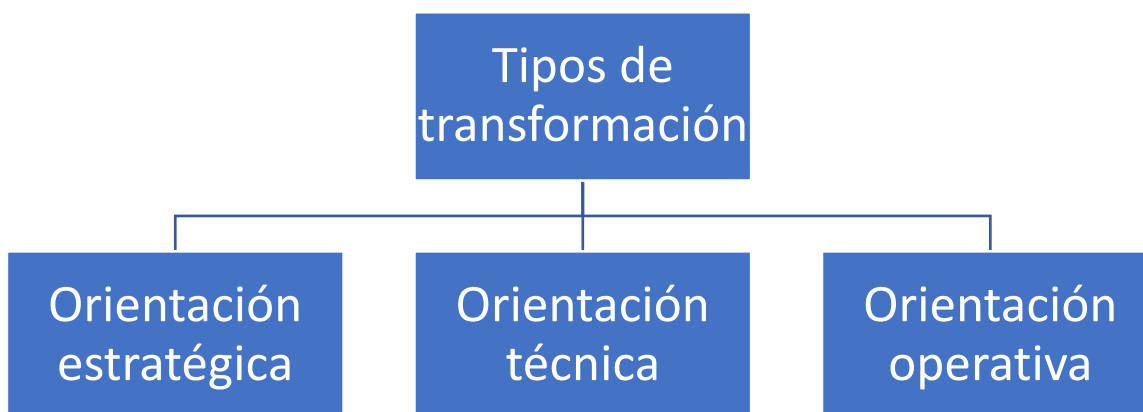 Tipos de
transformación
Orientación
estratégica
Orientación
técnica
Orientación
operativa